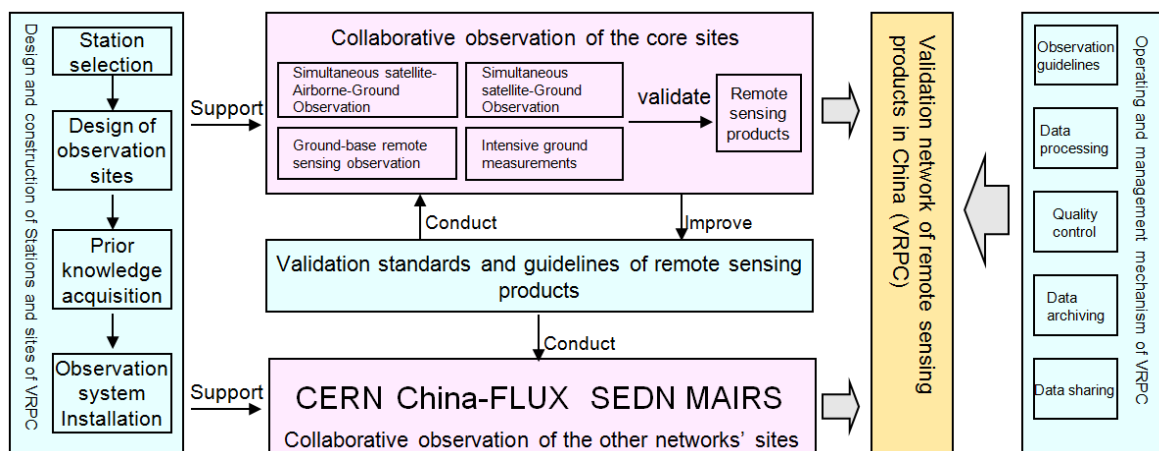 Design and construction of Stations and sites of VRPC
Station
selection
Design of
observation
sites
Prior
knowledge
acquisition
Observation
system
Installation
Support
Support
Collaborative observation of the core sites
Simultaneous satellite-
Airborne-Ground
Observation
Simultaneous
satellite-Ground
Observation
Ground-base remote
sensing observation
Intensive ground
measurements
validate
Remote
sensing
products
Conduct
Improve
Validation standards and guidelines of remote sensing
products
Conduct
CERN China-FLUX SEDN MAIRS
Collaborative observation of the other networks' sites
Validation network of remote sensing
products in China (VRPC)
Observation
guidelines
Data
processing
Quality
control
Data
archiving
Data sharing
Operating and management mechanism of VRPC